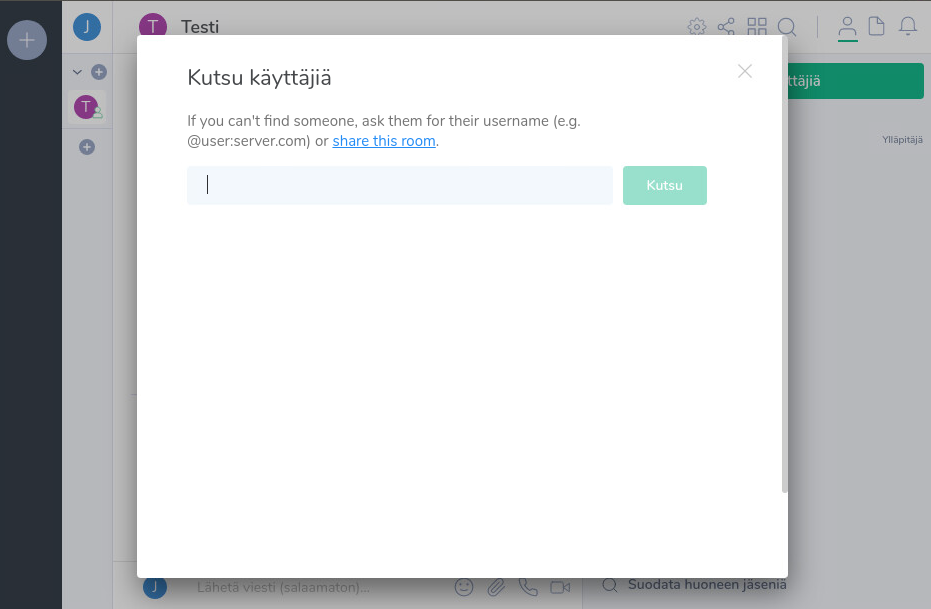 J
T Testi
Kutsu käyttäjiä
If you can't find someone, ask them for their username (e.g.
@user:server.com) or share this room.
Kutsu
ttäjiä
Ylläpitäjä
T
J
Lähetä viesti (salaamaton)...
Suodata huoneen jäseniä